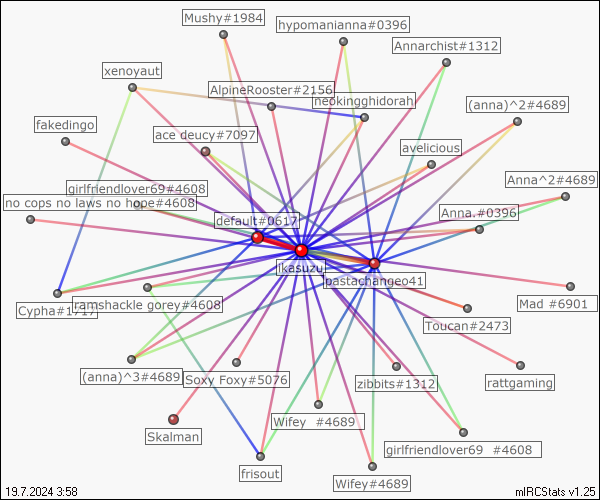 Mushy#1984
hypomanianna#0396
Annarchist#1312
xenoyaut
AlpineRooster#2156
neokingghidorah
(anna)^2#4689
fakedingo
ace deucy#7097
avelicious
Anna^2#4689
girlfriendlover69#4608
no cops no laws no hope#4608
default#0617
Anna.#0396
jkasuzu
pastachangeo41
Cypha#1717
ramshackle gorey#4608
Mad #6901
Toucan#2473
(anna)^3#4689
Soxy Foxy#5076
zibbits#1312
rattgaming
Skalman
Wifey #4689
girlfriendlover69 #4608
frisout
Wifey#4689
19.7.2024 3:58
mIRCStats v1.25